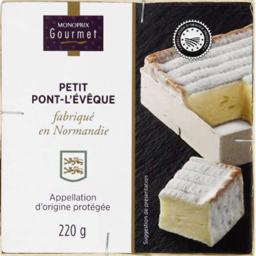 MONOPRIX
Gourmet
PETIT
PONT-L'ÉVÊQUE
fabriqué
en Normandie
Appellation
d'origine protégée
220 g
Suggestion de présentation